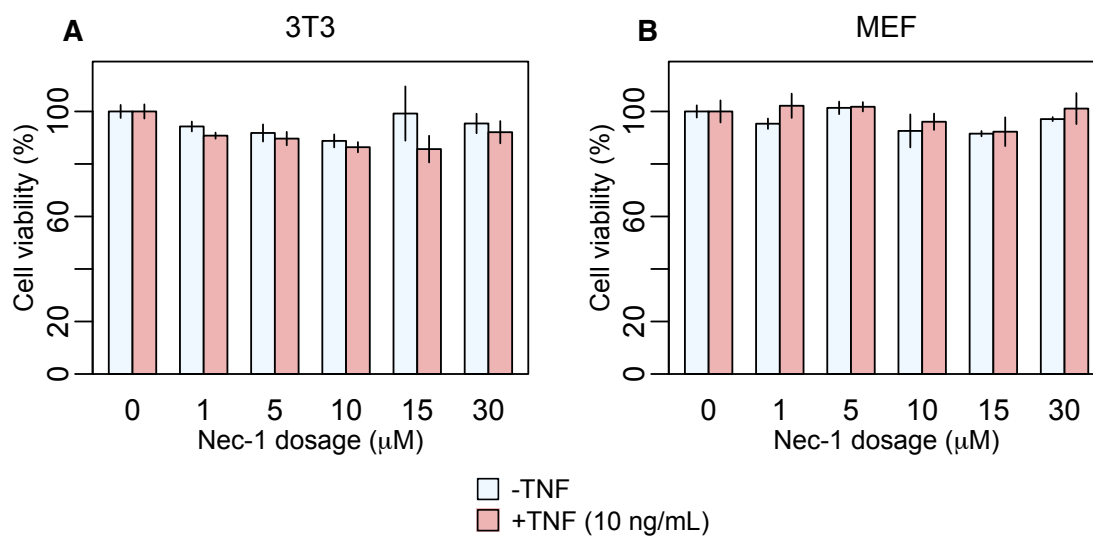 A
3T3
Cell viability (%)
100
60
20
0
0 1 5 10 15 30
Nec-1 dosage (μM)
B
MEF
Cell viability (%)
100
60
20
0
0 1 5 10 15 30
Nec-1 dosage (μM)
-TNF
+TNF (10 ng/mL)